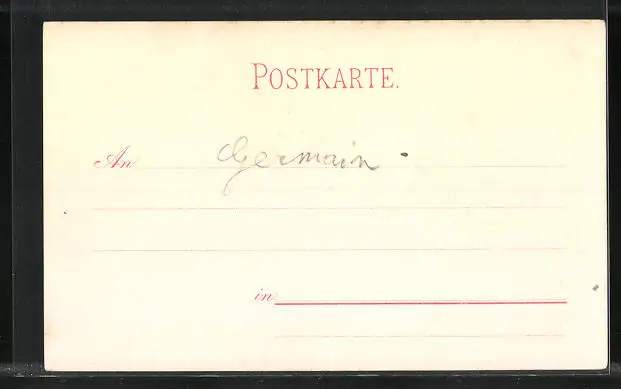 POSTKARTE.
An Germain.
in